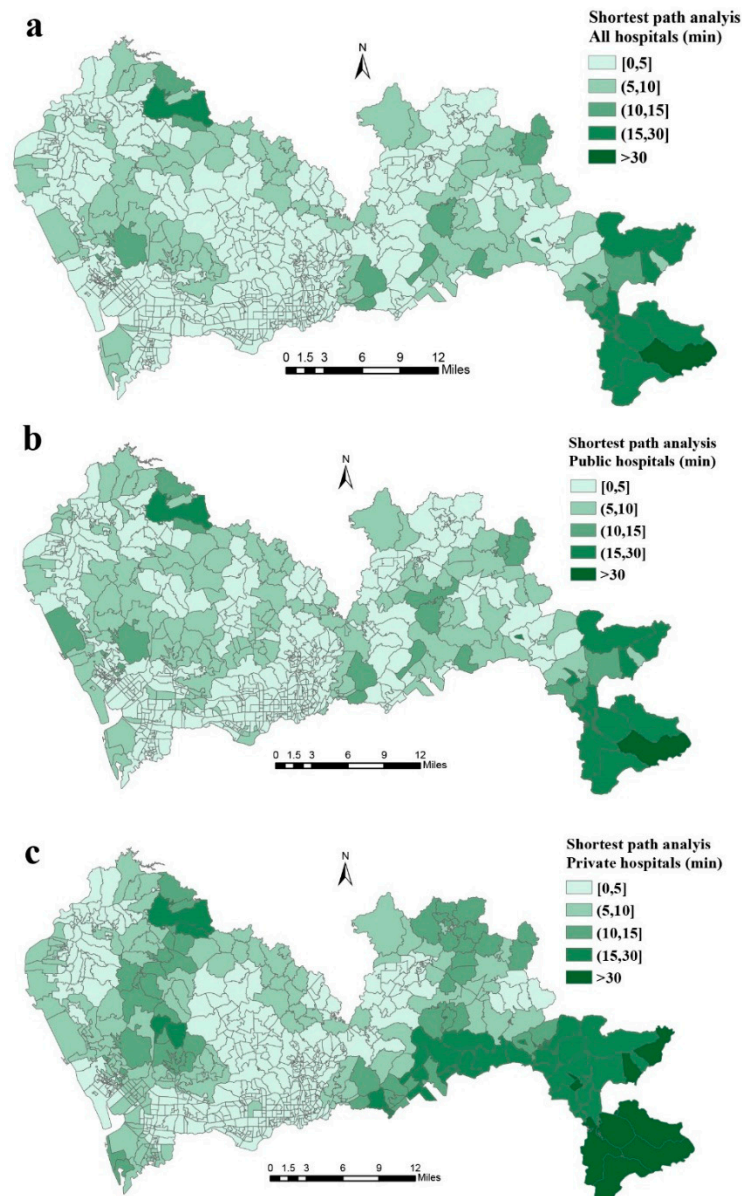 a
Shortest path analyis
All hospitals (min)
N
[0,5]
(5,10]
(10,15]
(15,30]
>30
0 1.5 3 6 9 12
Miles
b
Shortest path analyis
Public hospitals (min)
N
[0,5]
(5,10]
(10,15]
(15,30]
>30
0 1.5 3 6 9 12
Miles
c
Shortest path analyis
Private hospitals (min)
N
[0,5]
(5,10]
(10,15]
(15,30]
>30
0 1.5 3 6 9 12
Miles